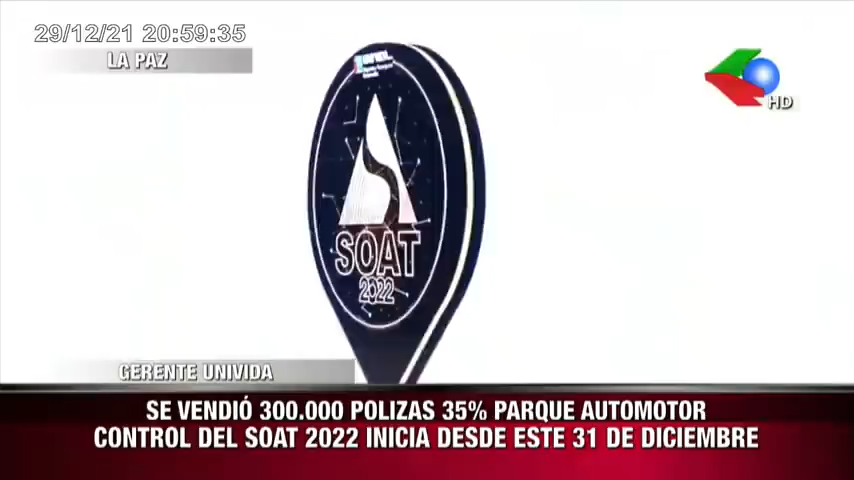 29/12/21 20:59:35
LA PAZ
HD
SOAT
2022
GERENTE UNIVIDA
SE VENDIÓ 300.000 POLIZAS 35% PARQUE AUTOMOTOR
CONTROL DEL SOAT 2022 INICIA DESDE ESTE 31 DE DICIEMBRE